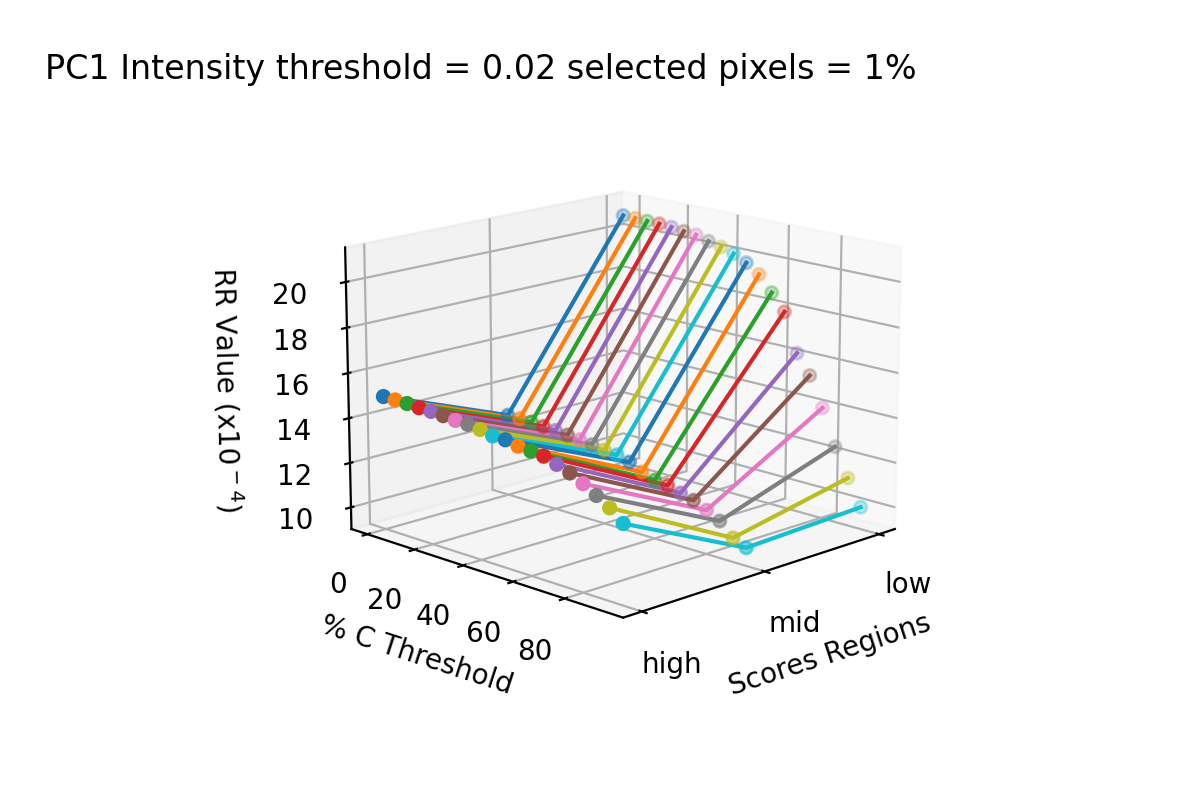 PC1 Intensity threshold = 0.02 selected pixels = 1%
RR Value (x10⁻⁴)
20
18
16
14
12
10
0
20
40
60
80
% C Threshold
high
mid
low
Scores Regions